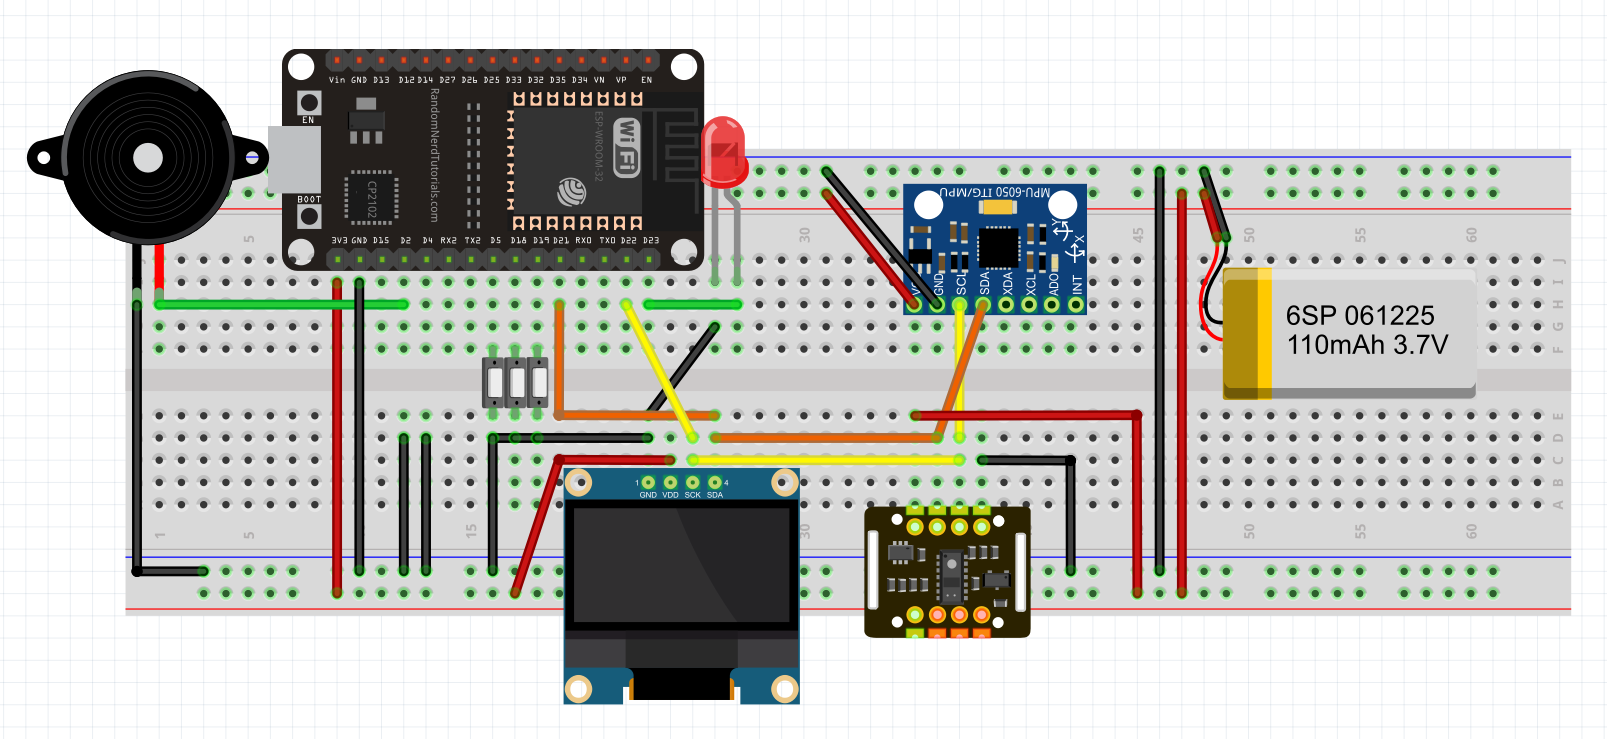 Vin GND D13 D12 D14 D27 D26 D25 D33 D32 D35 D34 VN VP EN
EN
RandomNerdTutorials.com
ESP-WROOM-32
WiFi
CP2102
BOOT
3V3 GND D15 D2 D4 RX2 TX2 D5 D18 D19 D21 RX0 TX0 D22 D23
MPU-6050 ITG/MPU
Y
X
GND SCL SDA XDA XCL ADO INT
5 30 45 50 55 60
J
I
H
G
F
6SP 061225
110mAh 3.7V
E
D
C
B
A
1 GND VDD SCK SDA 4
1 5 15 30 50 55 60